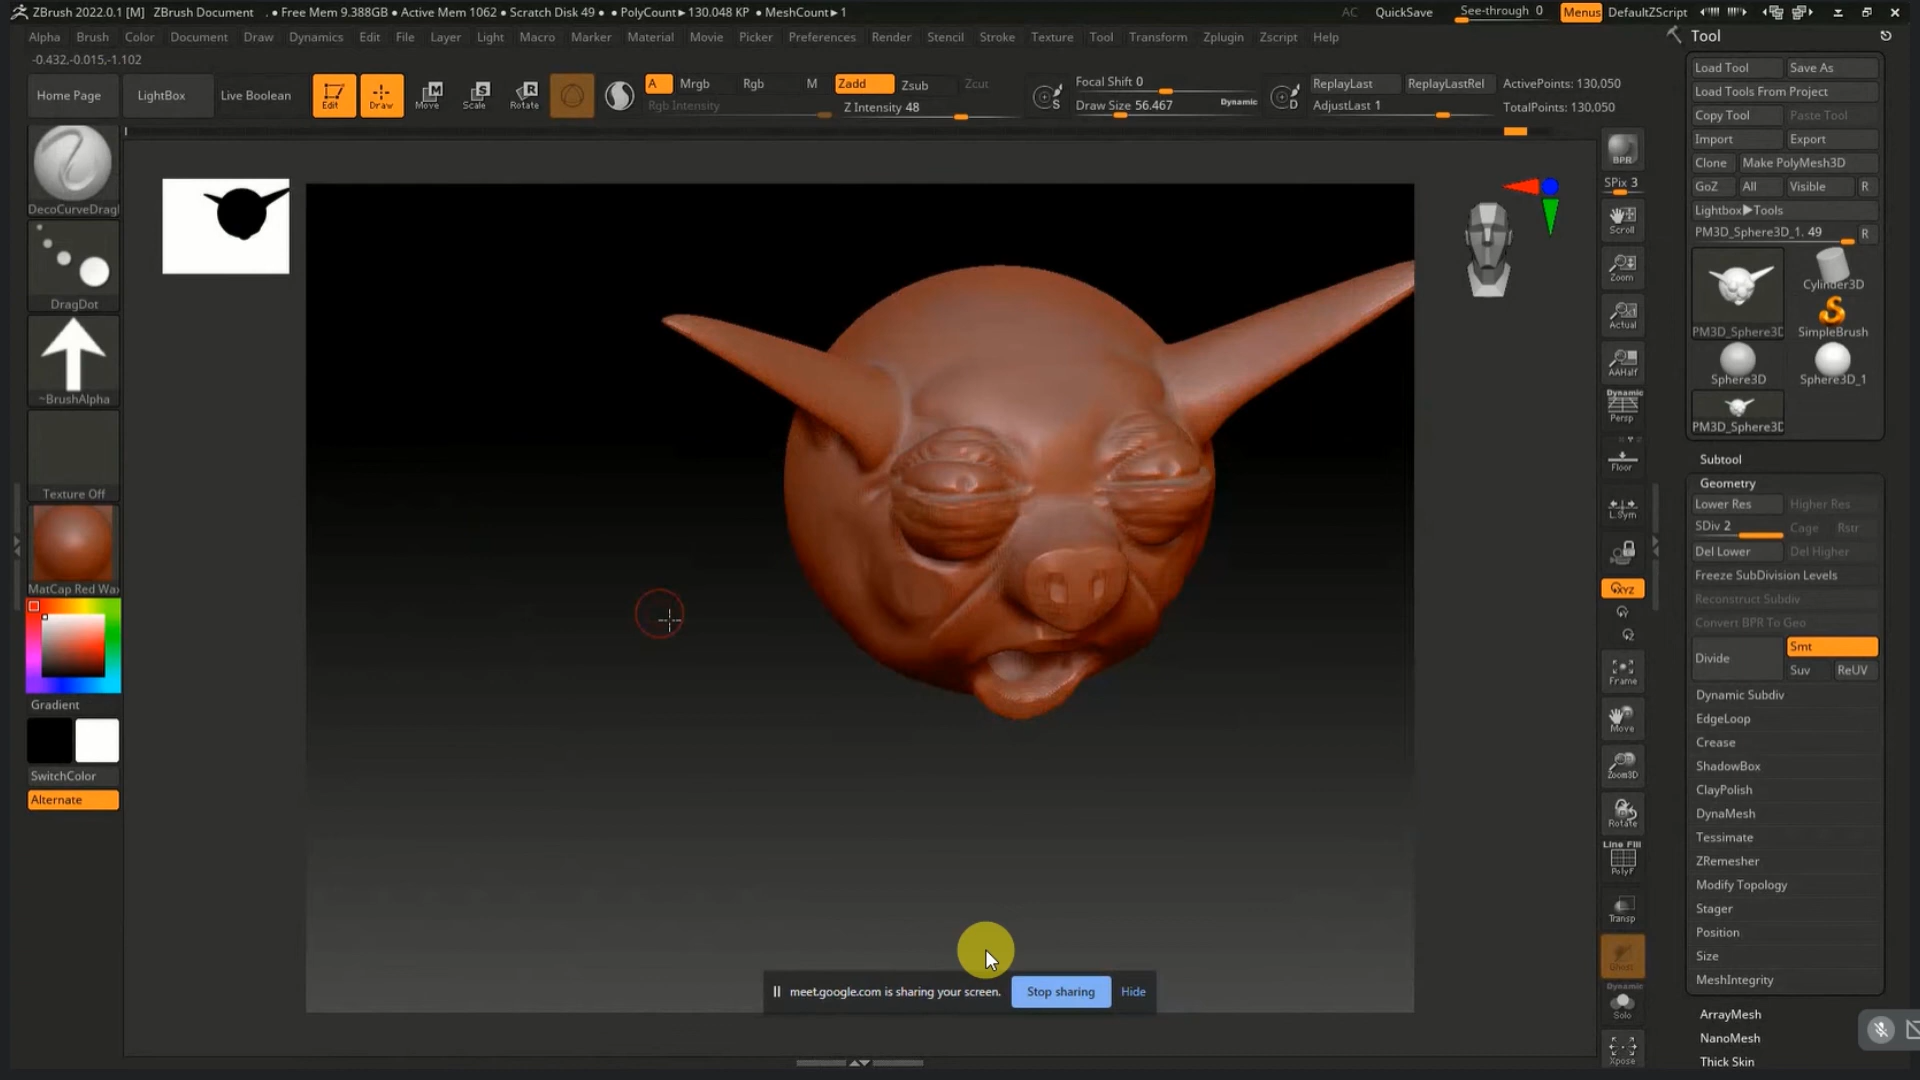 ZBrush 2022.0.1 [M] ZBrush Document . • Free Mem 9.388GB • Active Mem 1062 • Scratch Disk 49 • • PolyCount► 130.048 KP • MeshCount► 1 AC QuickSave See-through 0 Menus DefaultZScript
Alpha Brush Color Document Draw Dynamics Edit File Layer Light Macro Marker Material Movie Picker Preferences Render Stencil Stroke Texture Tool Transform Zplugin Zscript Help
-0.432,-0.015,-1.102
Home Page LightBox Live Boolean Edit Draw Move Scale Rotate
A Mrgb Rgb M Zadd Zsub Zcut
Rgb Intensity Z Intensity 48
Focal Shift 0
Draw Size 56.467 Dynamic
S D
ReplayLast ReplayLastRel ActivePoints: 130,050
AdjustLast 1 TotalPoints: 130,050
DecoCurveDragI
DragDot
~BrushAlpha
Texture Off
MatCap Red Wax
Gradient
SwitchColor
Alternate
BPR
SPix 3
Scroll
Zoom
Actual
AAHalf
Dynamic
Persp
Floor
L.Sym
XYZ
Frame
Move
Zoom3D
Rotate
Line Fill
PolyF
Transp
Ghost
Dynamic
Solo
Xpose
Tool
Load Tool Save As
Load Tools From Project
Copy Tool Paste Tool
Import Export
Clone Make PolyMesh3D
GoZ All Visible R
Lightbox►Tools
PM3D_Sphere3D_1. 49 R
Cylinder3D
PM3D_Sphere3D SimpleBrush
Sphere3D Sphere3D_1
PM3D_Sphere3D
Subtool
Geometry
Lower Res Higher Res
SDiv 2 Cage Rstr
Del Lower Del Higher
Freeze SubDivision Levels
Reconstruct Subdiv
Convert BPR To Geo
Divide Smt
Suv ReUV
Dynamic Subdiv
EdgeLoop
Crease
ShadowBox
ClayPolish
DynaMesh
Tessimate
ZRemesher
Modify Topology
Stager
Position
Size
MeshIntegrity
ArrayMesh
NanoMesh
Thick Skin
meet.google.com is sharing your screen. Stop sharing Hide